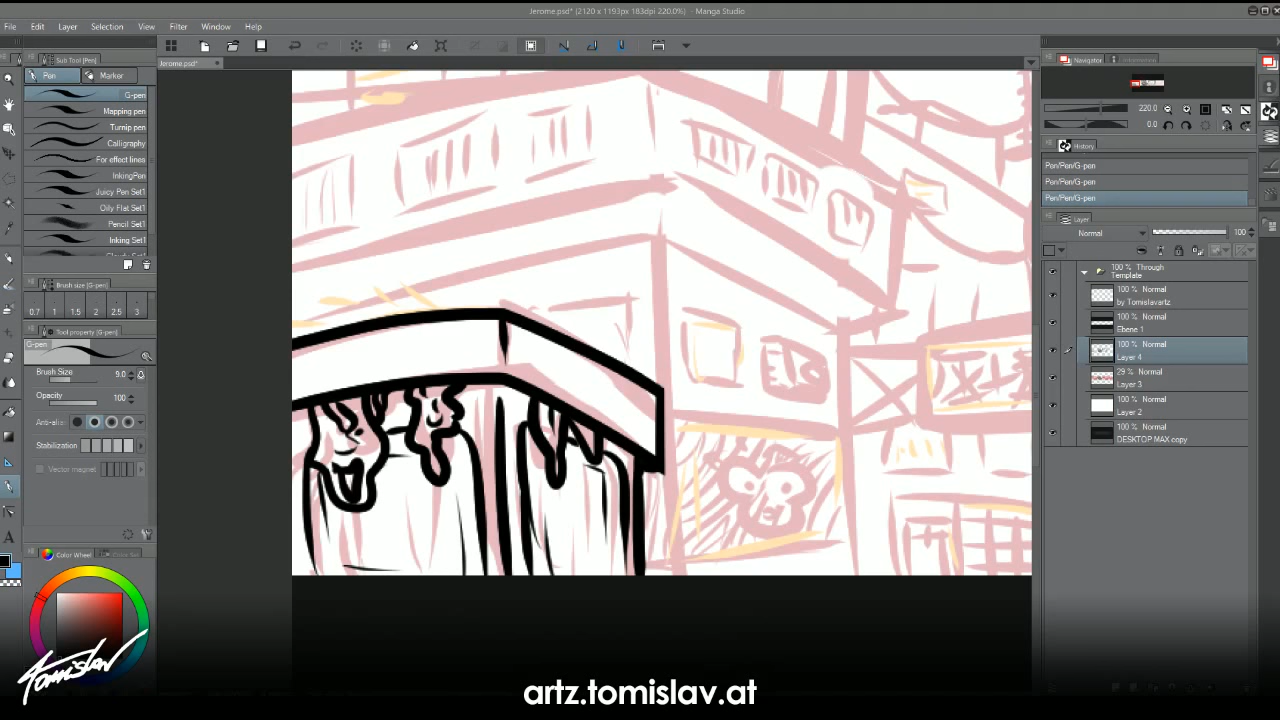 Jerome.psd* (2120 x 1193px 183dpi 220.0%) - Manga Studio
File Edit Layer Selection View Filter Window Help
Sub Tool [Pen]
Jerome.psd*
Navigator Information
Pen Marker
G-pen
Mapping pen
Turnip pen
Calligraphy
For effect lines
InkingPen
Juicy Pen Set1
Oily Flat Set1
Pencil Set1
Inking Set1
220.0
0.0
History
Pen/Pen/G-pen
Pen/Pen/G-pen
Pen/Pen/G-pen
Layer
Normal 100
100 % Through
Template
100 % Normal
by Tomislavartz
100 % Normal
Ebene 1
100 % Normal
Layer 4
29 % Normal
Layer 3
100 % Normal
Layer 2
100 % Normal
DESKTOP MAX copy
Brush size [G-pen]
0.7 1 1.5 2 2.5 3
Tool property [G-pen]
G-pen
Brush Size 9.0
Opacity 100
Anti-alia
Stabilization
Vector magnet
Color Wheel Color Set
Tomislav
artz.tomislav.at